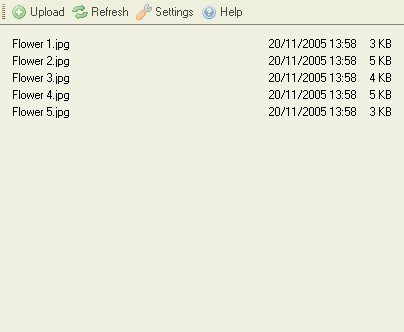 Upload Refresh Settings Help
Flower 1.jpg 20/11/2005 13:58 3 KB
Flower 2.jpg 20/11/2005 13:58 5 KB
Flower 3.jpg 20/11/2005 13:58 4 KB
Flower 4.jpg 20/11/2005 13:58 5 KB
Flower 5.jpg 20/11/2005 13:58 3 KB